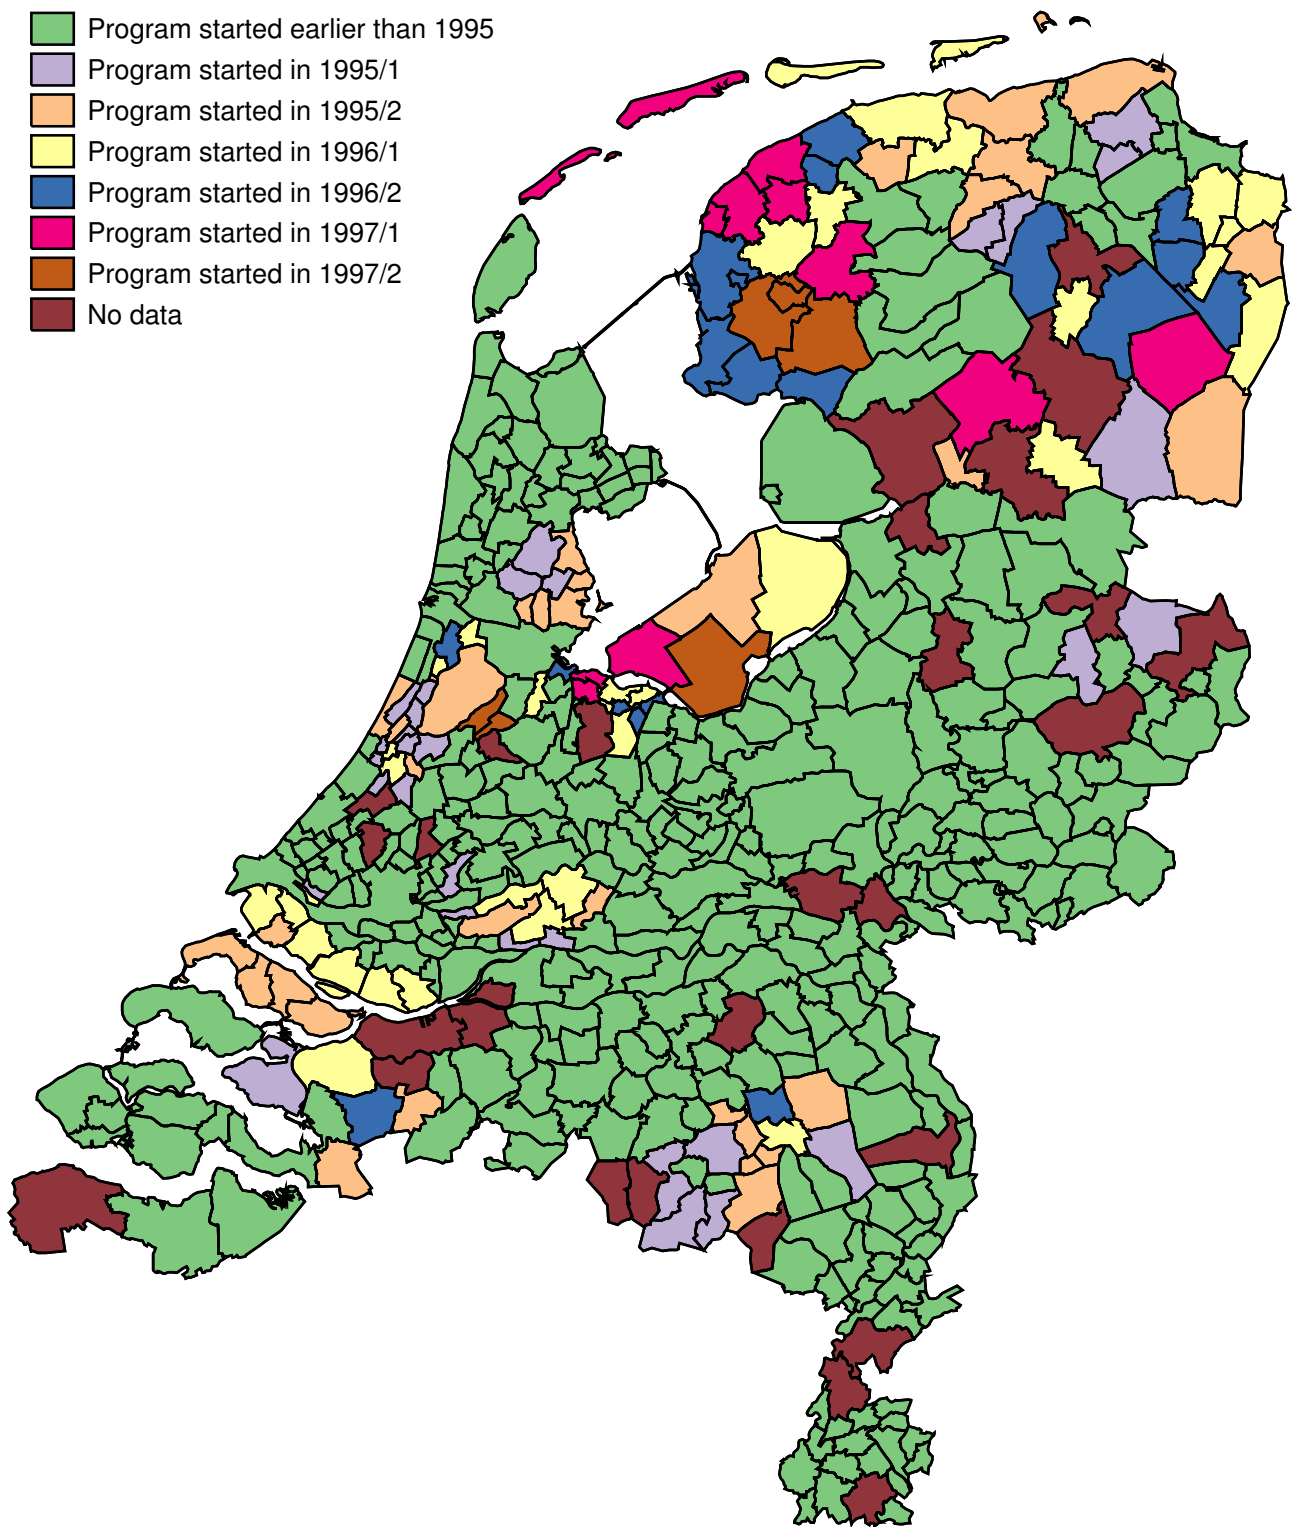 Program started earlier than 1995
Program started in 1995/1
Program started in 1995/2
Program started in 1996/1
Program started in 1996/2
Program started in 1997/1
Program started in 1997/2
No data